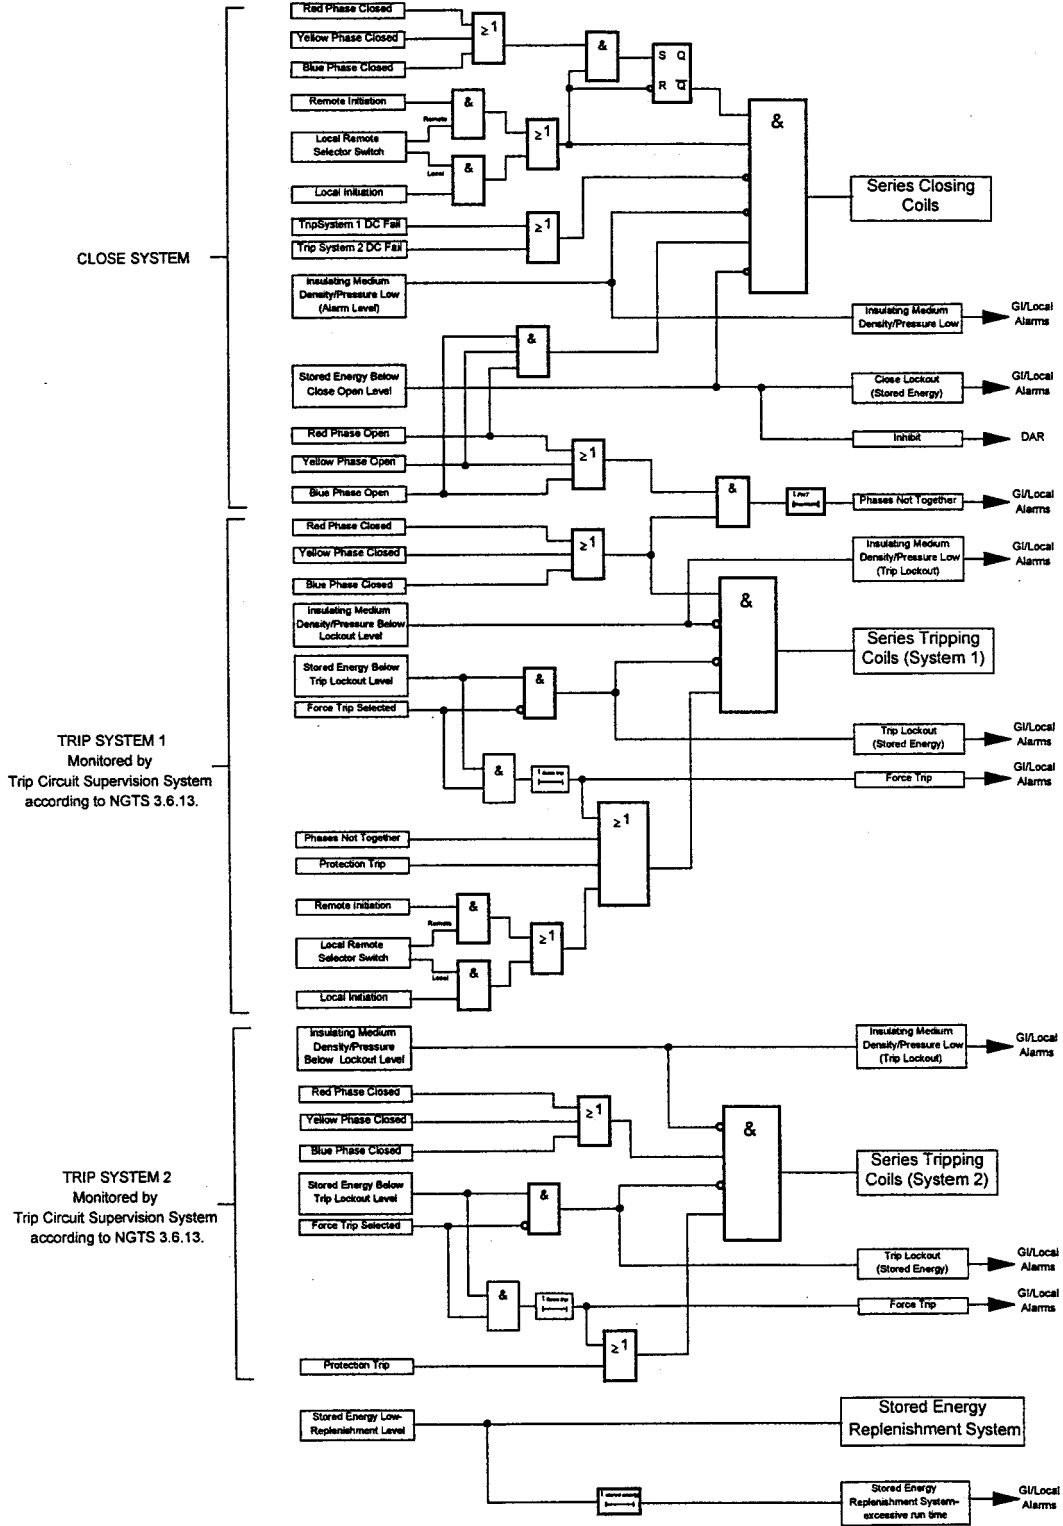 Red Phase Closed
Yellow Phase Closed
Blue Phase Closed
≥1
&
S Q
R Q̅
Remote Initiation
Local Remote
Selector Switch
Local Initiation
Remote
Local
&
&
≥1
TripSystem 1 DC Fail
Trip System 2 DC Fail
≥1
&
Series Closing
Coils
CLOSE SYSTEM
Insulating Medium
Density/Pressure Low
(Alarm Level)
Insulating Medium
Density/Pressure Low
GI/Local
Alarms
&
Stored Energy Below
Close Open Level
Close Lockout
(Stored Energy)
GI/Local
Alarms
Inhibit
DAR
Red Phase Open
Yellow Phase Open
Blue Phase Open
≥1
&
t PNT
Phases Not Together
GI/Local
Alarms
Red Phase Closed
Yellow Phase Closed
Blue Phase Closed
≥1
Insulating Medium
Density/Pressure Low
(Trip Lockout)
GI/Local
Alarms
Insulating Medium
Density/Pressure Below
Lockout Level
&
Series Tripping
Coils (System 1)
Stored Energy Below
Trip Lockout Level
Force Trip Selected
&
Trip Lockout
(Stored Energy)
GI/Local
Alarms
TRIP SYSTEM 1
Monitored by
Trip Circuit Supervision System
according to NGTS 3.6.13.
&
t force trip
Force Trip
GI/Local
Alarms
≥1
Phases Not Together
Protection Trip
Remote Initiation
Local Remote
Selector Switch
Local Initiation
Remote
Local
&
&
≥1
Insulating Medium
Density/Pressure
Below Lockout Level
Insulating Medium
Density/Pressure Low
(Trip Lockout)
GI/Local
Alarms
Red Phase Closed
Yellow Phase Closed
Blue Phase Closed
≥1
&
Series Tripping
Coils (System 2)
TRIP SYSTEM 2
Monitored by
Trip Circuit Supervision System
according to NGTS 3.6.13.
Stored Energy Below
Trip Lockout Level
Force Trip Selected
&
Trip Lockout
(Stored Energy)
GI/Local
Alarms
&
t force trip
Force Trip
GI/Local
Alarms
≥1
Protection Trip
Stored Energy Low-
Replenishment Level
Stored Energy
Replenishment System
t stored energy
Stored Energy
Replenishment System-
excessive run time
GI/Local
Alarms